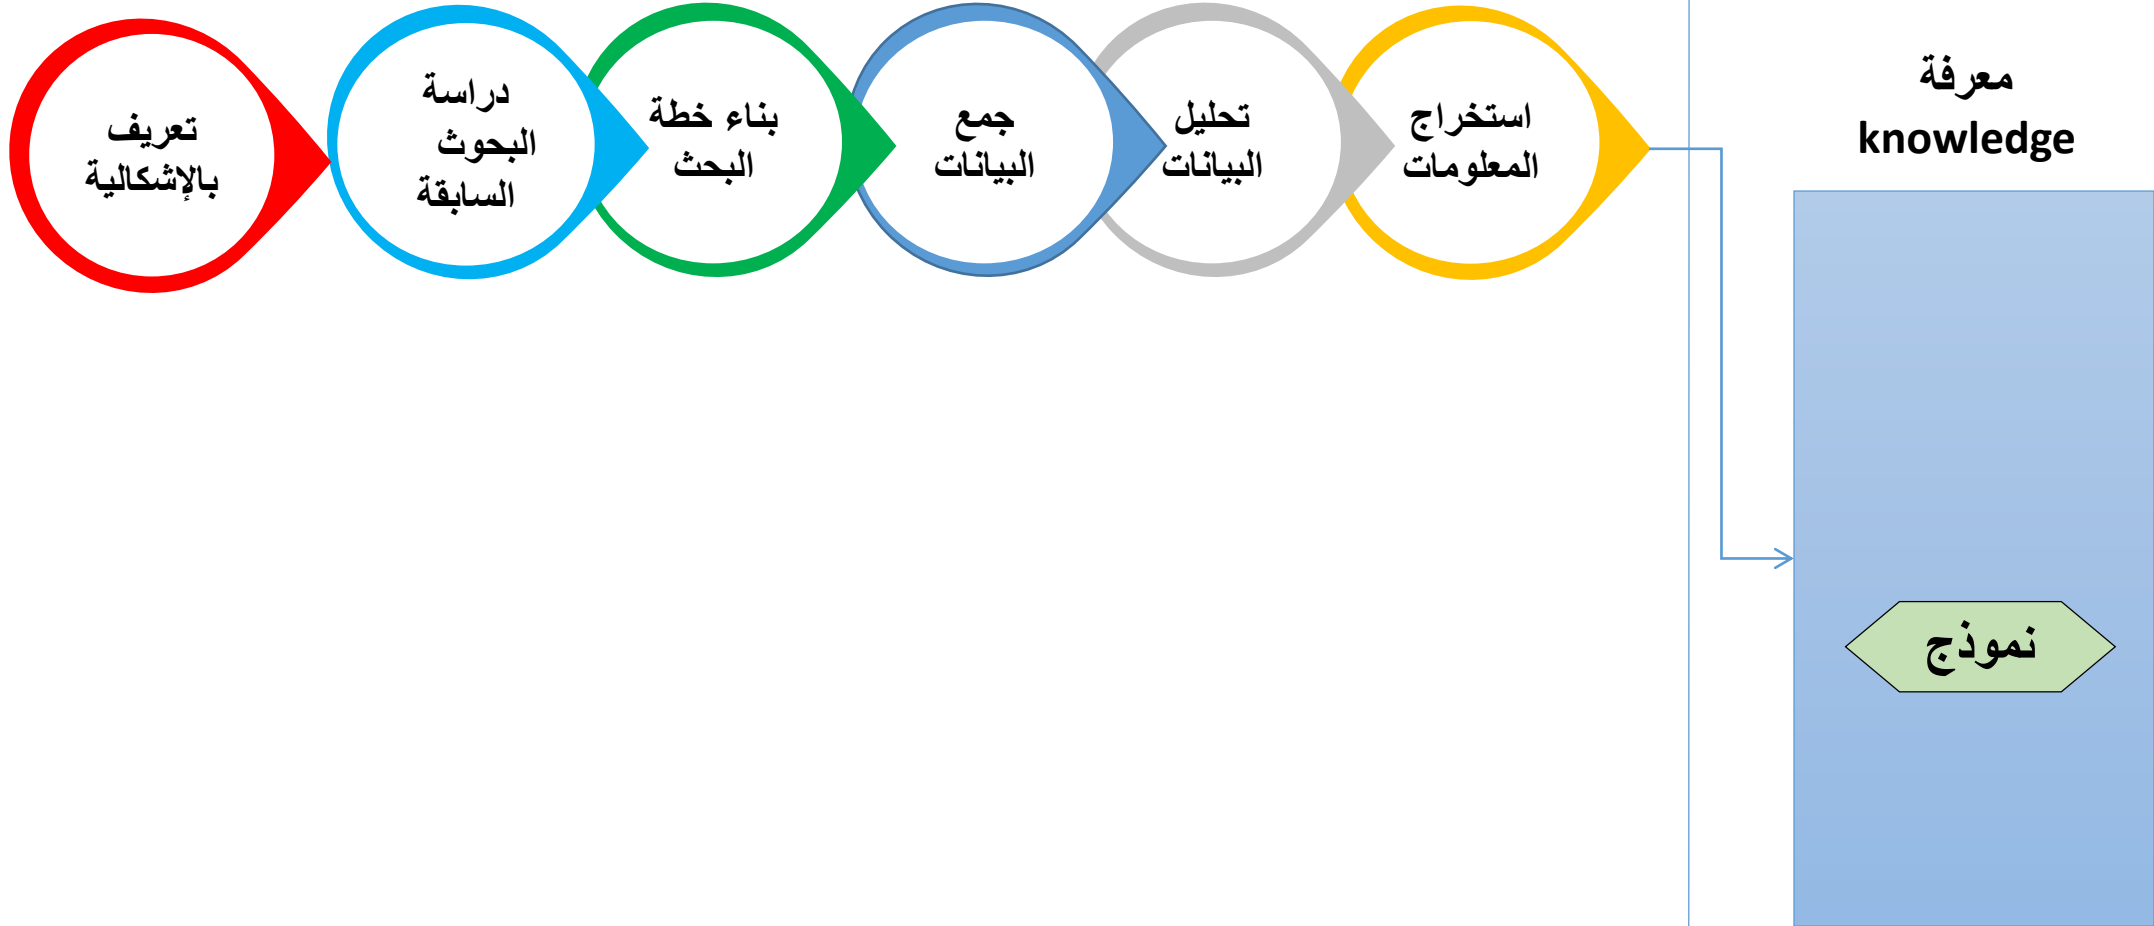 تعريف
بالإشكالية
دراسة
البحوث
السابقة
بناء خطة
البحث
جمع
البيانات
تحليل
البيانات
استخراج
المعلومات
معرفة
knowledge
نموذج